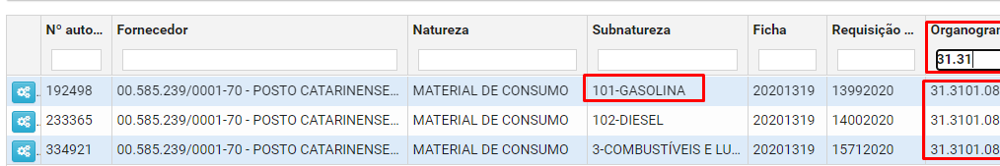 Nº auto... Fornecedor Natureza Subnatureza Ficha Requisição ... Organogram
31.31
192498 00.585.239/0001-70 - POSTO CATARINENSE... MATERIAL DE CONSUMO 101-GASOLINA 20201319 13992020 31.3101.08
233365 00.585.239/0001-70 - POSTO CATARINENSE... MATERIAL DE CONSUMO 102-DIESEL 20201319 14002020 31.3101.08
334921 00.585.239/0001-70 - POSTO CATARINENSE... MATERIAL DE CONSUMO 3-COMBUSTÍVEIS E LU... 20201319 15712020 31.3101.08